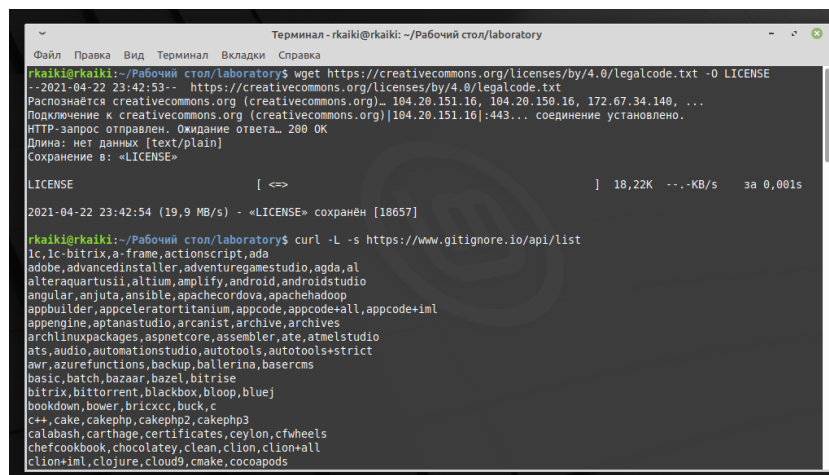 Терминал - rkaiki@rkaiki: ~/Рабочий стол/laboratory
Файл Правка Вид Терминал Вкладки Справка
rkaiki@rkaiki:~/Рабочий стол/laboratory$ wget https://creativecommons.org/licenses/by/4.0/legalcode.txt -O LICENSE
--2021-04-22 23:42:53-- https://creativecommons.org/licenses/by/4.0/legalcode.txt
Распознаётся creativecommons.org (creativecommons.org)… 104.20.151.16, 104.20.150.16, 172.67.34.140, ...
Подключение к creativecommons.org (creativecommons.org)|104.20.151.16|:443... соединение установлено.
HTTP-запрос отправлен. Ожидание ответа… 200 OK
Длина: нет данных [text/plain]
Сохранение в: «LICENSE»
LICENSE [ <=> ] 18,22K --.-KB/s за 0,001s
2021-04-22 23:42:54 (19,9 MB/s) - «LICENSE» сохранён [18657]
rkaiki@rkaiki:~/Рабочий стол/laboratory$ curl -L -s https://www.gitignore.io/api/list
1c,1c-bitrix,a-frame,actionscript,ada
adobe,advancedinstaller,adventuregamestudio,agda,al
alteraquartusii,altium,amplify,android,androidstudio
angular,anjuta,ansible,apachecordova,apachehadoop
appbuilder,appceleratortitanium,appcode,appcode+all,appcode+iml
appengine,aptanastudio,arcanist,archive,archives
archlinuxpackages,aspnetcore,assembler,ate,atmelstudio
ats,audio,automationstudio,autotools,autotools+strict
awr,azurefunctions,backup,ballerina,basercms
basic,batch,bazaar,bazel,bitrise
bitrix,bittorrent,blackbox,bloop,bluej
bookdown,bower,bricxcc,buck,c
c++,cake,cakephp,cakephp2,cakephp3
calabash,carthage,certificates,ceylon,cfwheels
chefcookbook,chocolatey,clean,clion,clion+all
clion+iml,clojure,cloud9,cmake,cocoapods